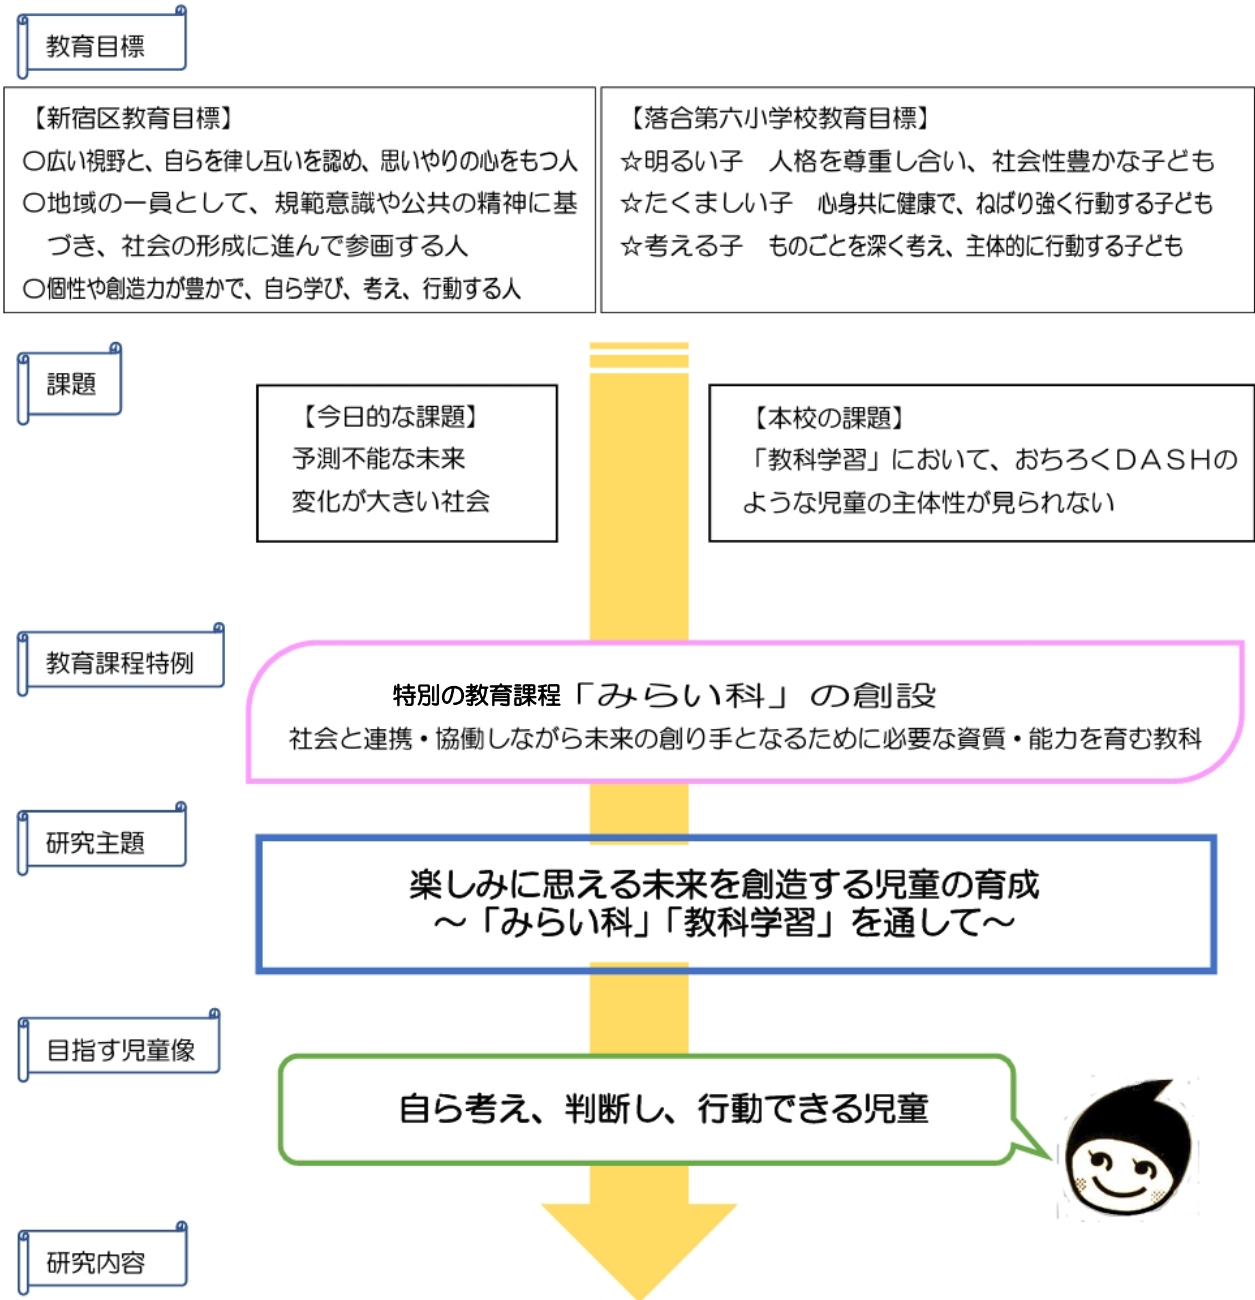 教育目標
【新宿区教育目標】
〇広い視野と、自らを律し互いを認め、思いやりの心をもつ人
〇地域の一員として、規範意識や公共の精神に基
づき、社会の形成に進んで参画する人
〇個性や創造力が豊かで、自ら学び、考え、行動する人
【落合第六小学校教育目標】
☆明るい子　人格を尊重し合い、社会性豊かな子ども
☆たくましい子　心身共に健康で、ねばり強く行動する子ども
☆考える子　ものごとを深く考え、主体的に行動する子ども
課題
【今日的な課題】
予測不能な未来
変化が大きい社会
【本校の課題】
「教科学習」において、おちろくＤＡＳＨの
ような児童の主体性が見られない
教育課程特例
特別の教育課程「みらい科」の創設
社会と連携・協働しながら未来の創り手となるために必要な資質・能力を育む教科
研究主題
楽しみに思える未来を創造する児童の育成
～「みらい科」「教科学習」を通して～
目指す児童像
自ら考え、判断し、行動できる児童
研究内容